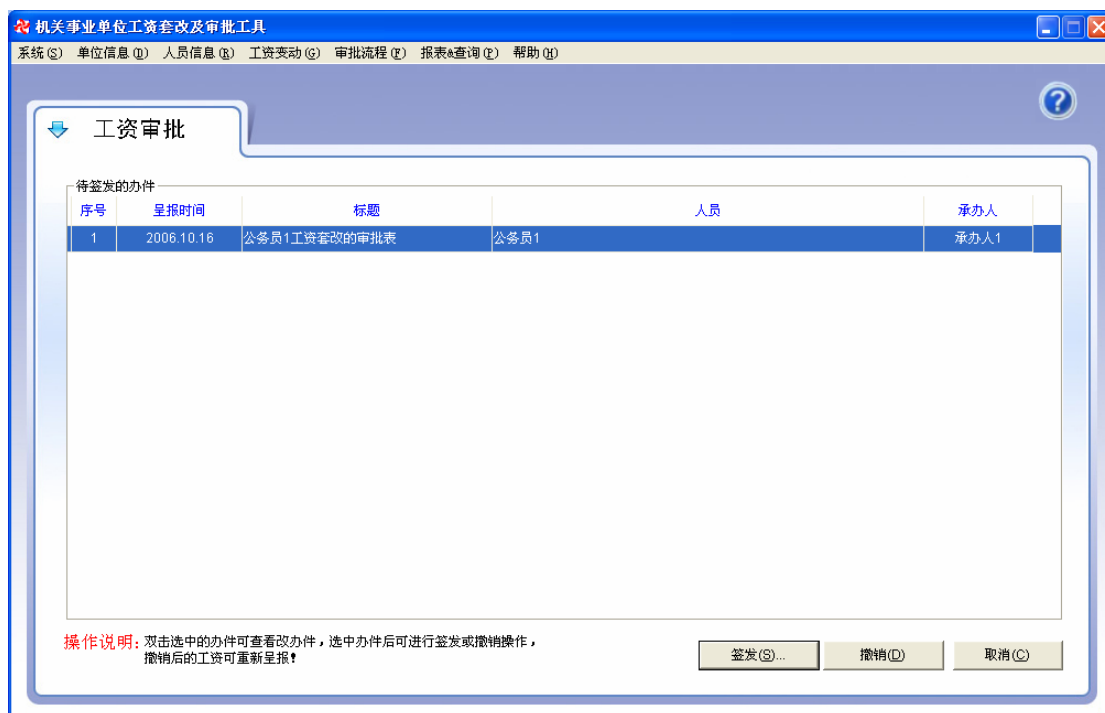 机关事业单位工资套改及审批工具
系统(S) 单位信息(D) 人员信息(R) 工资变动(G) 审批流程(F) 报表&查询(P) 帮助(H)
?
工资审批
待签发的办件
序号 呈报时间 标题 人员 承办人
1 2006.10.16 公务员1工资套改的审批表 公务员1 承办人1
操作说明: 双击选中的办件可查看改办件，选中办件后可进行签发或撤销操作，
撤销后的工资可重新呈报!
签发(S)... 撤销(D) 取消(C)